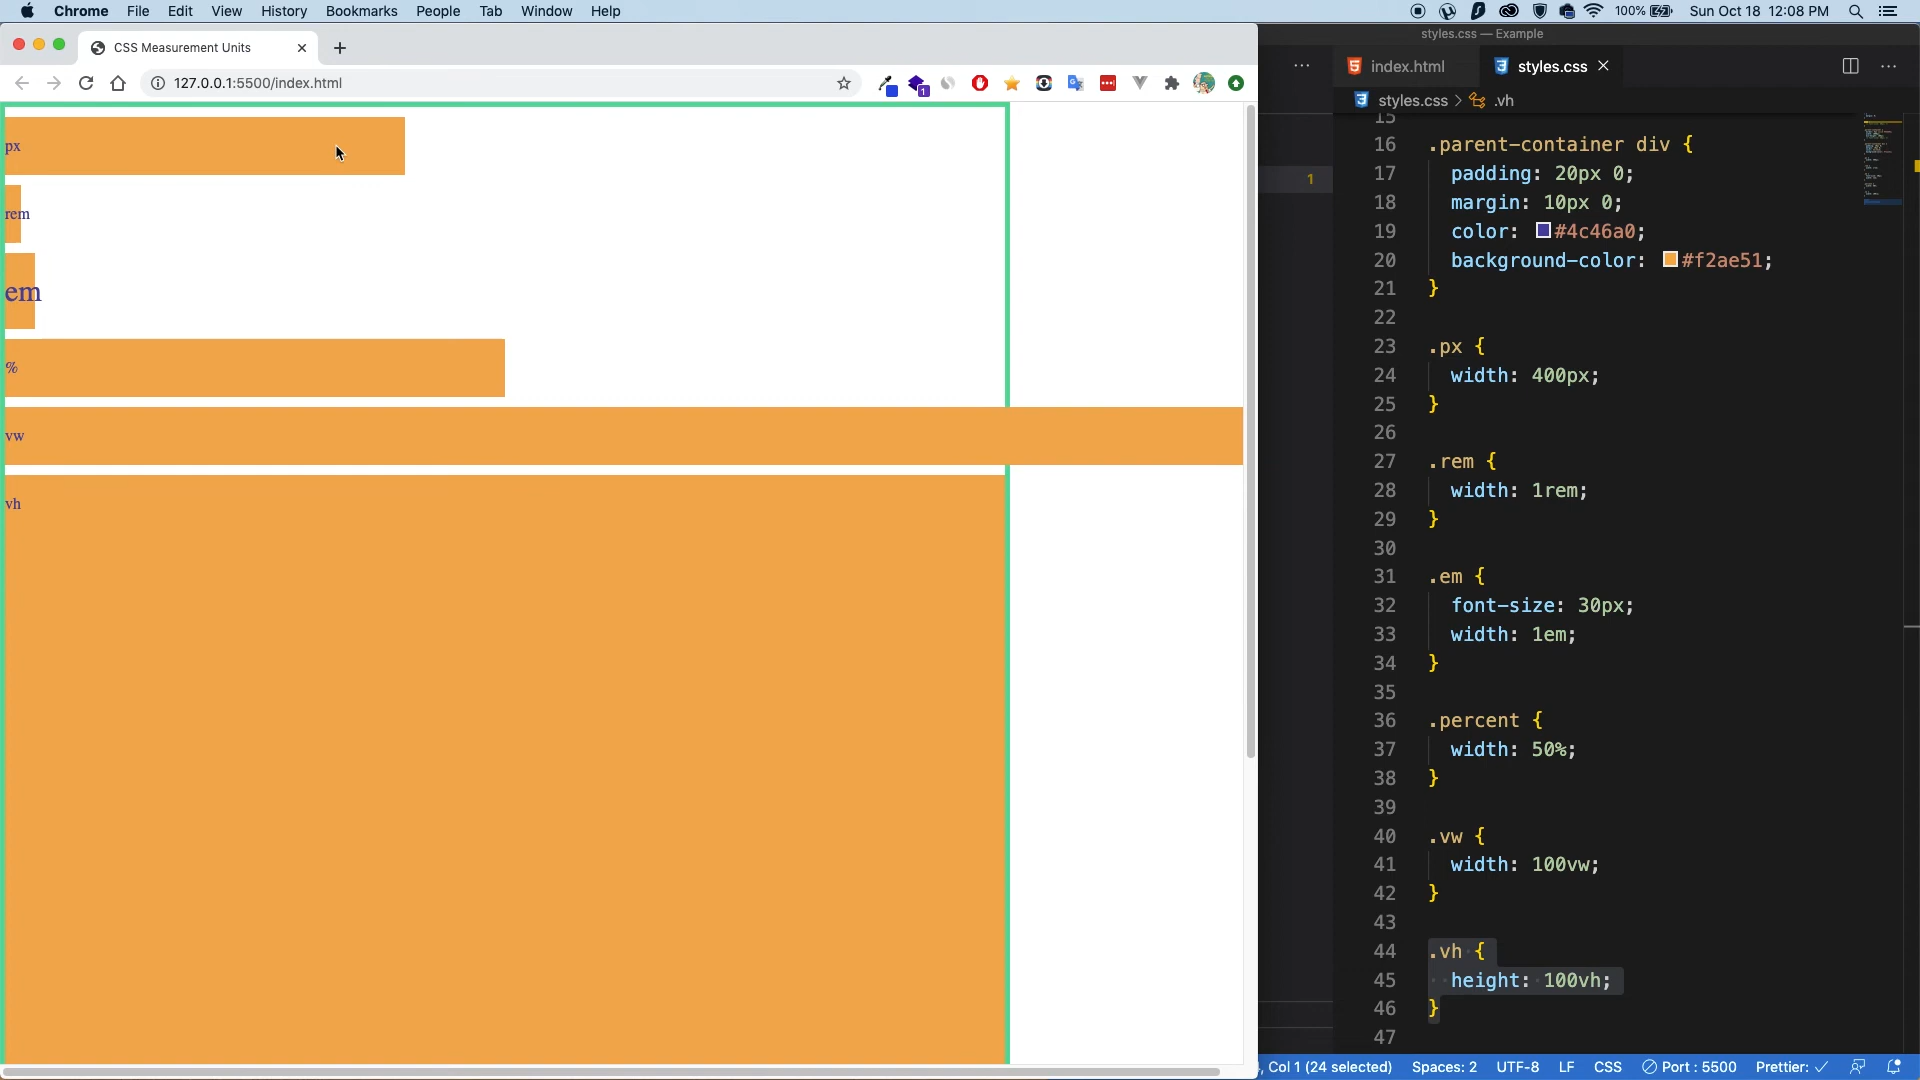 Chrome File Edit View History Bookmarks People Tab Window Help
100% Sun Oct 18 12:08 PM
CSS Measurement Units
127.0.0.1:5500/index.html
1
px
rem
em
%
vw
vh
styles.css — Example
index.html
styles.css
styles.css > .vh
1
15
16 .parent-container div {
17 padding: 20px 0;
18 margin: 10px 0;
19 color: #4c46a0;
20 background-color: #f2ae51;
21 }
22
23 .px {
24 width: 400px;
25 }
26
27 .rem {
28 width: 1rem;
29 }
30
31 .em {
32 font-size: 30px;
33 width: 1em;
34 }
35
36 .percent {
37 width: 50%;
38 }
39
40 .vw {
41 width: 100vw;
42 }
43
44 .vh {
45 height: 100vh;
46 }
47
, Col 1 (24 selected) Spaces: 2 UTF-8 LF CSS Port : 5500 Prettier: ✓